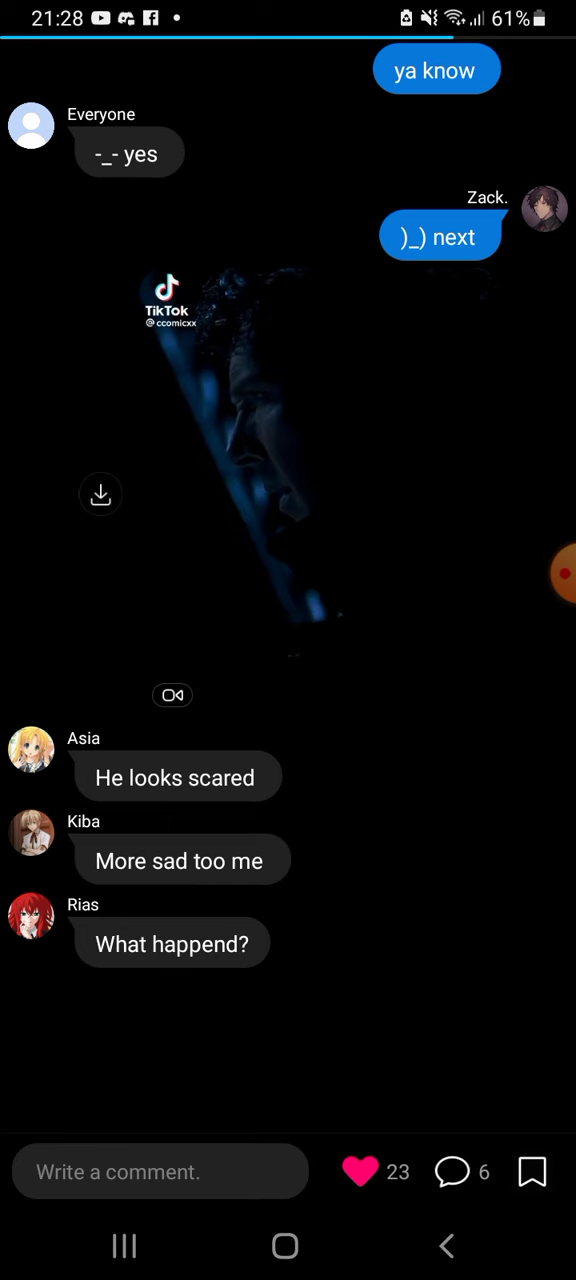 21:28
61%
ya know
Everyone
-_- yes
Zack.
)_) next
TikTok
@ccomicxx
Asia
He looks scared
Kiba
More sad too me
Rias
What happend?
Write a comment.
23
6